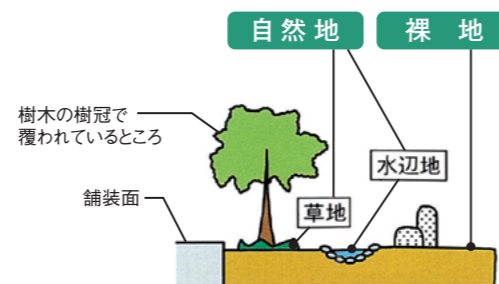 自然地
裸地
樹木の樹冠で
覆われているところ
水辺地
舗装面
草地